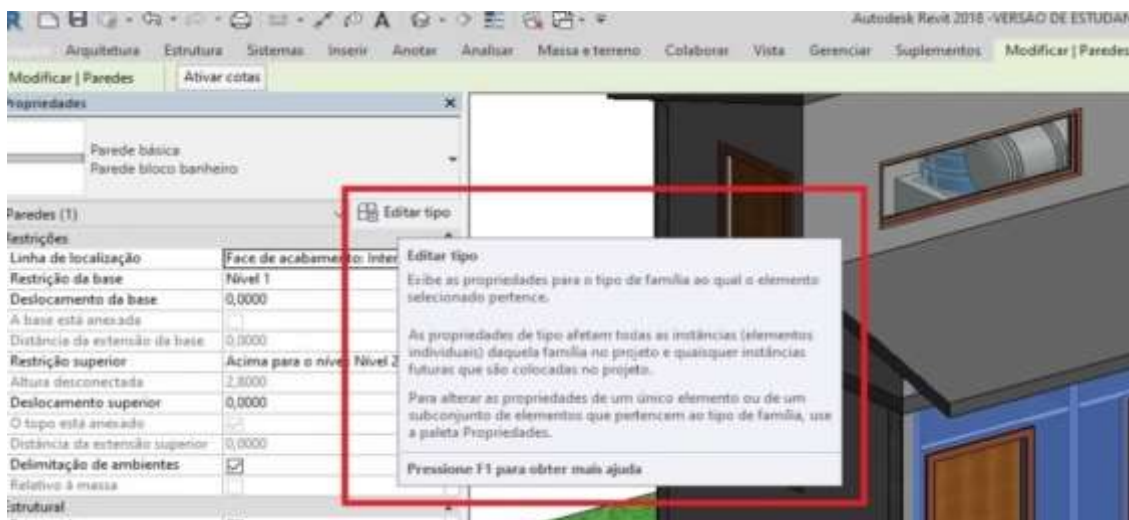 Autodesk Revit 2018 -VERSÃO DE ESTUDAN
Arquitetura Estrutura Sistemas Inserir Anotar Analisar Massa e terreno Colaborar Vista Gerenciar Suplementos Modificar | Paredes
Modificar | Paredes Ativar cotas
Propriedades
Parede básica
Parede bloco banheiro
Paredes (1) Editar tipo
Restrições
Linha de localização Face de acabamento: Inter
Restrição da base Nível 1
Deslocamento da base 0,0000
A base está anexada
Distância da extensão da base 0,0000
Restrição superior Acima para o nível: Nível 2
Altura desconectada 2,8000
Deslocamento superior 0,0000
O topo está anexado
Distância da extensão superior 0,0000
Delimitação de ambientes
Relativo à massa
Estrutural
Editar tipo
Exibe as propriedades para o tipo de família ao qual o elemento
selecionado pertence.
As propriedades de tipo afetam todas as instâncias (elementos
individuais) daquela família no projeto e quaisquer instâncias
futuras que são colocadas no projeto.
Para alterar as propriedades de um único elemento ou de um
subconjunto de elementos que pertencem ao tipo de família, use
a paleta Propriedades.
Pressione F1 para obter mais ajuda